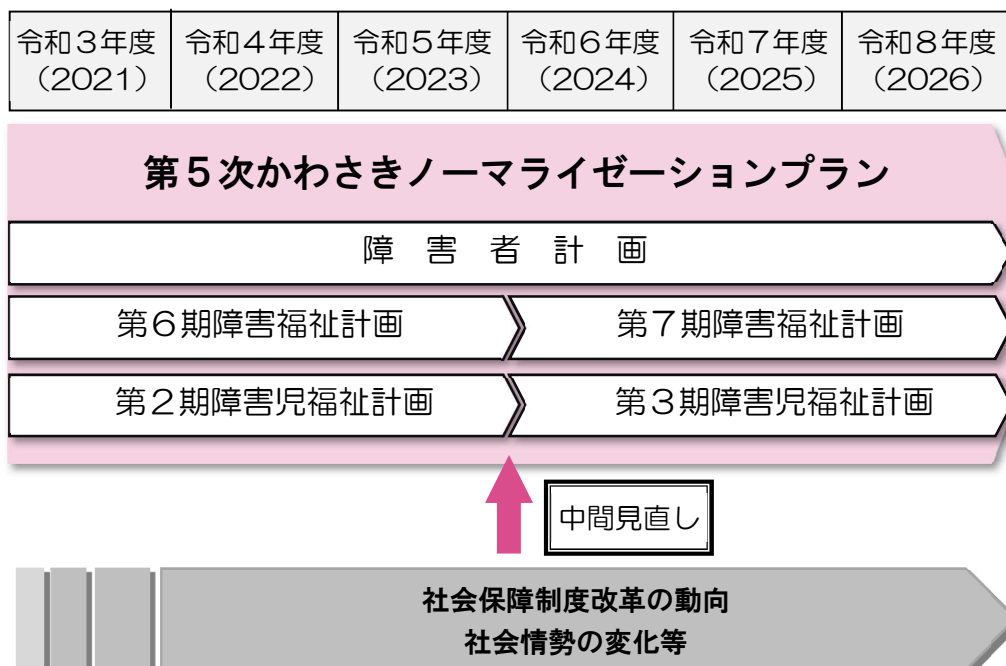 令和3年度 令和4年度 令和5年度 令和6年度 令和7年度 令和8年度
（2021） （2022） （2023） （2024） （2025） （2026）
第5次かわさきノーマライゼーションプラン
障害者計画
第6期障害福祉計画 第7期障害福祉計画
第2期障害児福祉計画 第3期障害児福祉計画
中間見直し
社会保障制度改革の動向
社会情勢の変化等